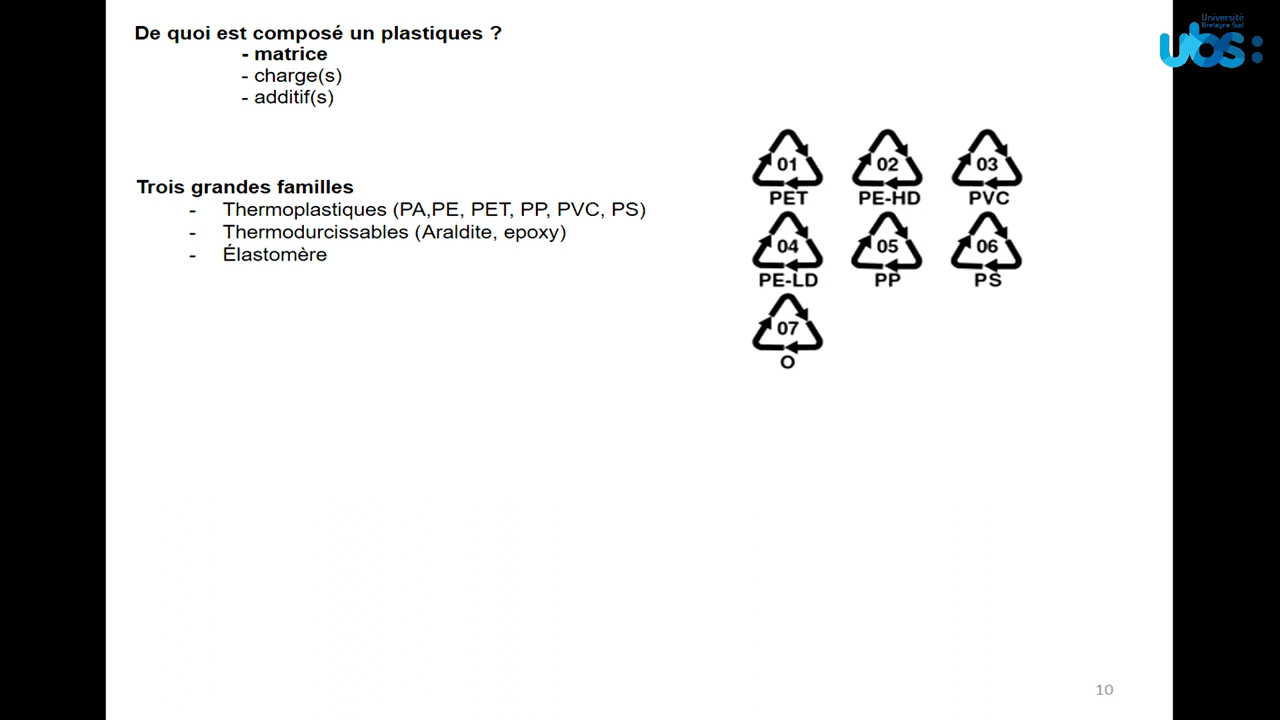 De quoi est composé un plastiques ?
- matrice
- charge(s)
- additif(s)
Trois grandes familles
- Thermoplastiques (PA,PE, PET, PP, PVC, PS)
- Thermodurcissables (Araldite, epoxy)
- Élastomère
01 02 03
PET PE-HD PVC
04 05 06
PE-LD PP PS
07
O
Université
Bretagne Sud
ubs:
10